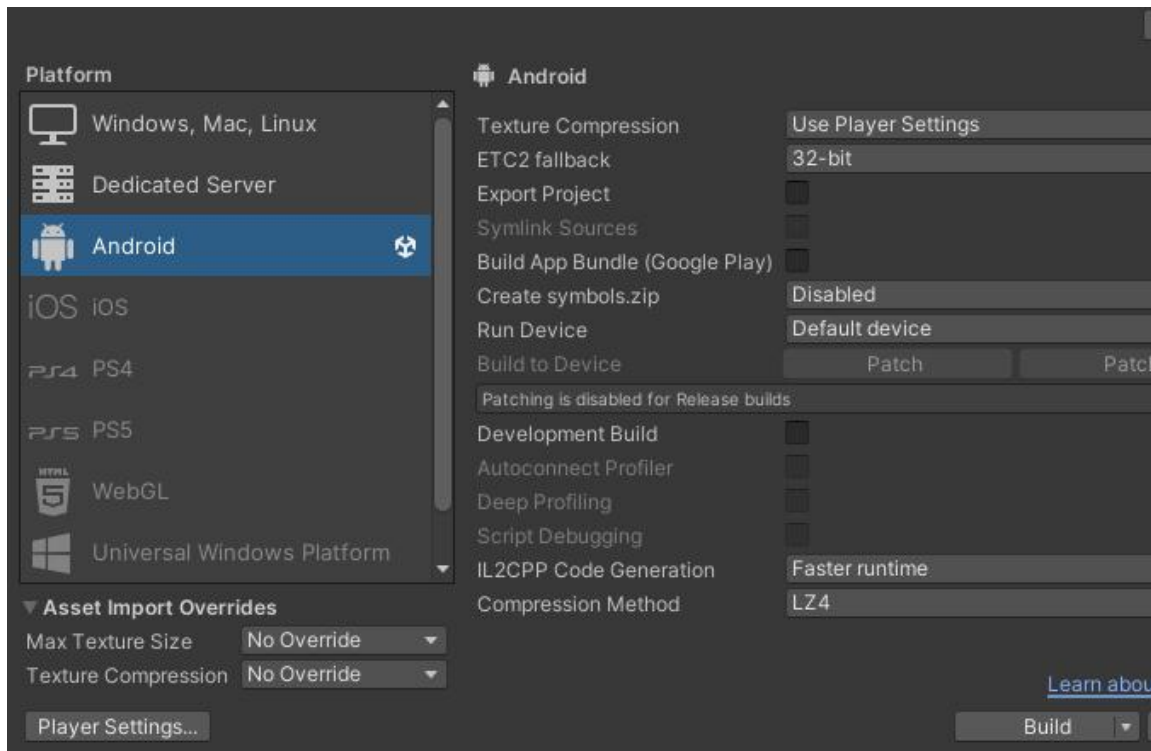 Platform
Windows, Mac, Linux
Dedicated Server
Android
iOS iOS
PS4 PS4
PS5 PS5
HTML 5 WebGL
Universal Windows Platform
Asset Import Overrides
Max Texture Size No Override
Texture Compression No Override
Player Settings...
Android
Texture Compression Use Player Settings
ETC2 fallback 32-bit
Export Project
Symlink Sources
Build App Bundle (Google Play)
Create symbols.zip Disabled
Run Device Default device
Build to Device Patch
Patching is disabled for Release builds
Development Build
Autoconnect Profiler
Deep Profiling
Script Debugging
IL2CPP Code Generation Faster runtime
Compression Method LZ4
Learn
Build